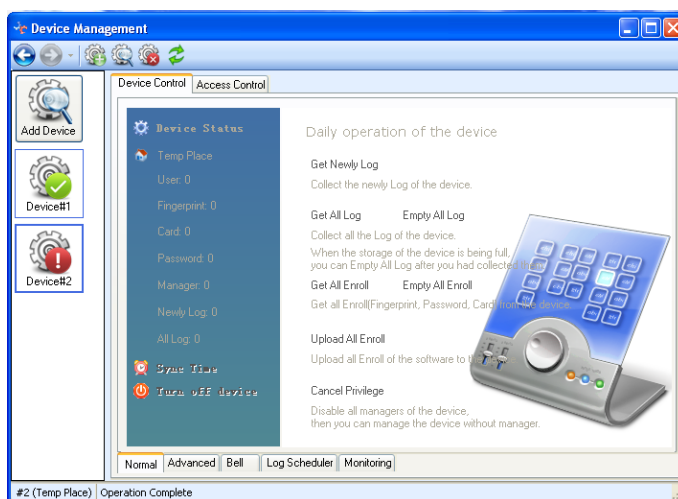 Device Management
Add Device
Device#1
Device#2
Device Control Access Control
Device Status
Temp Place
User: 0
Fingerprint: 0
Card: 0
Password: 0
Manager: 0
Newly Log: 0
All Log: 0
Sync Time
Turn off device
Daily operation of the device
Get Newly Log
Collect the newly Log of the device.
Get All Log Empty All Log
Collect all the Log of the device.
When the storage of the device is being full,
you can Empty All Log after you had collected them.
Get All Enroll Empty All Enroll
Get all Enroll(Fingerprint, Password, Card) from the device.
Upload All Enroll
Upload all Enroll of the software to
Cancel Privilege
Disable all managers of the device,
then you can manage the device without manager.
Normal Advanced Bell Log Scheduler Monitoring
#2 (Temp Place) Operation Complete